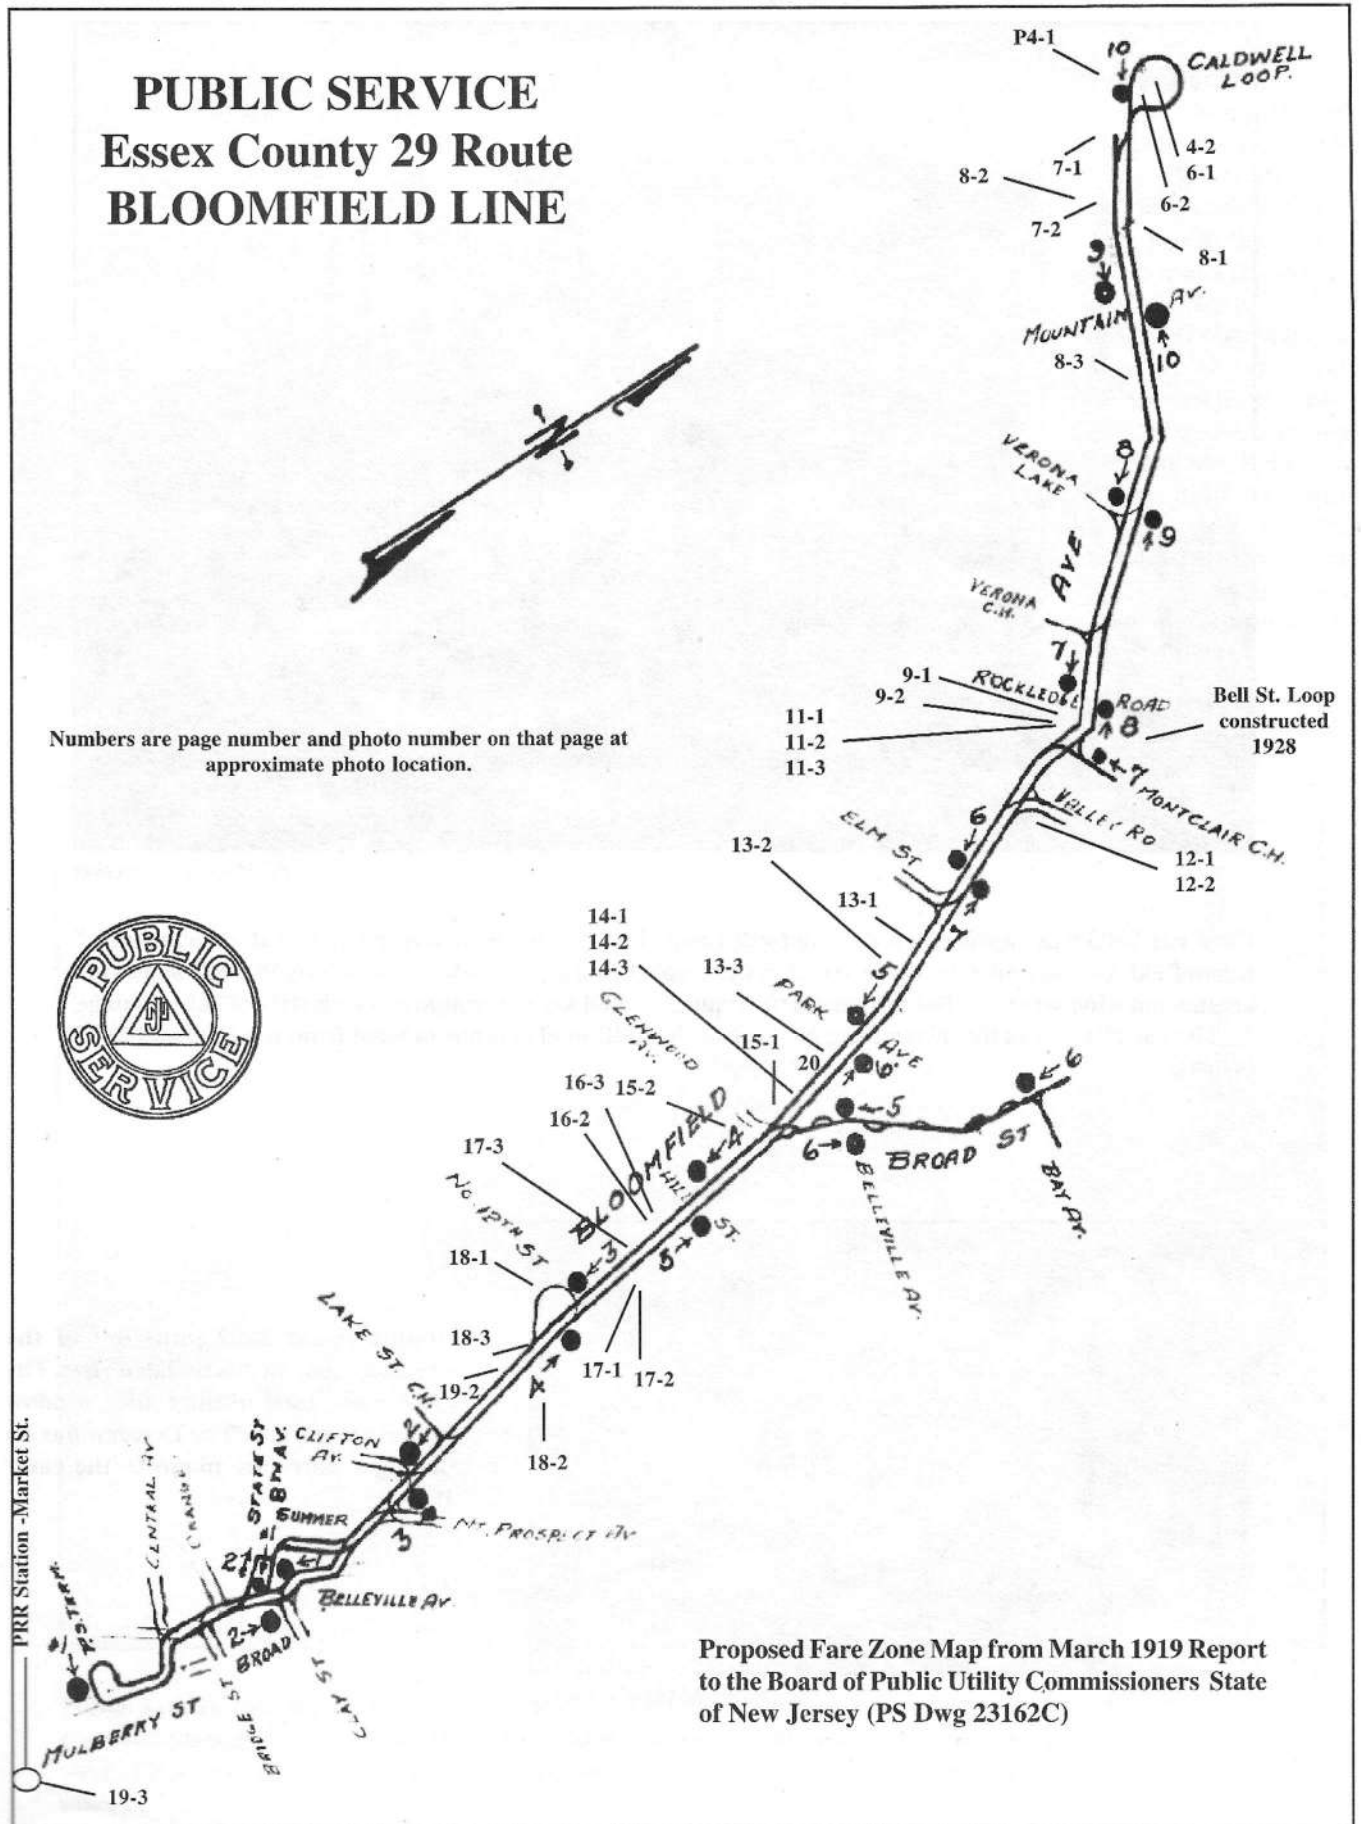 PUBLIC SERVICE
Essex County 29 Route
BLOOMFIELD LINE
P4-1
10
CALDWELL
LOOP.
4-2
6-1
6-2
7-1
8-2
7-2
8-1
9
MOUNTAIN
AV.
10
8-3
N
VERONA
LAKE
8
9
AVE
VERONA
C.H.
7
9-1
9-2
ROCKLEDGE
ROAD
8
Bell St. Loop
constructed
1928
11-1
11-2
11-3
7
MONTCLAIR C.H.
VALLEY RD
12-1
12-2
Numbers are page number and photo number on that page at
approximate photo location.
ELM ST
6
7
13-2
13-1
14-1
14-2
14-3
13-3
PARK
5
AVE
6
GLENWOOD
AV.
15-1
20
16-3
15-2
16-2
BLOOMFIELD
4
HILL
ST.
5
5
6
BROAD ST
6
BELLEVILLE AV.
BAY AV.
PUBLIC
SERVICE
NJ
17-3
NO. 12TH ST
18-1
3
18-3
19-2
4
17-1
17-2
18-2
LAKE ST.
C.H.
2
CLIFTON
AV.
MT. PROSPECT AV
3
STATE ST
BWAY.
SUMMER
2
1
BELLEVILLE AV.
CENTRAL AV
ORANGE
PRR Station -Market St.
#1
P.S. TERM.
2
BROAD
CLAY ST
BRIDGE ST
MULBERRY ST
19-3
Proposed Fare Zone Map from March 1919 Report
to the Board of Public Utility Commissioners State
of New Jersey (PS Dwg 23162C)